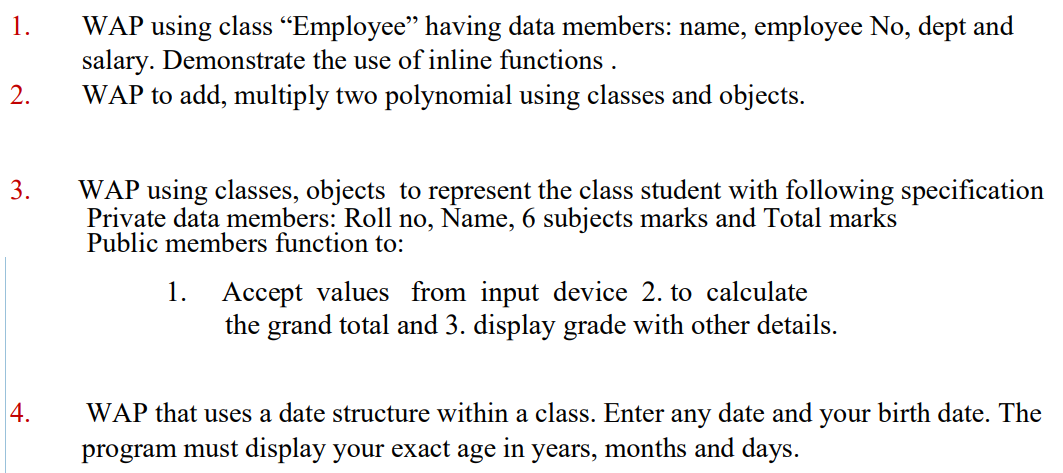 1. WAP using class “Employee” having data members: name, employee No, dept and
salary. Demonstrate the use of inline functions .
2. WAP to add, multiply two polynomial using classes and objects.
3. WAP using classes, objects to represent the class student with following specification
Private data members: Roll no, Name, 6 subjects marks and Total marks
Public members function to:
1. Accept values from input device 2. to calculate
the grand total and 3. display grade with other details.
4. WAP that uses a date structure within a class. Enter any date and your birth date. The
program must display your exact age in years, months and days.